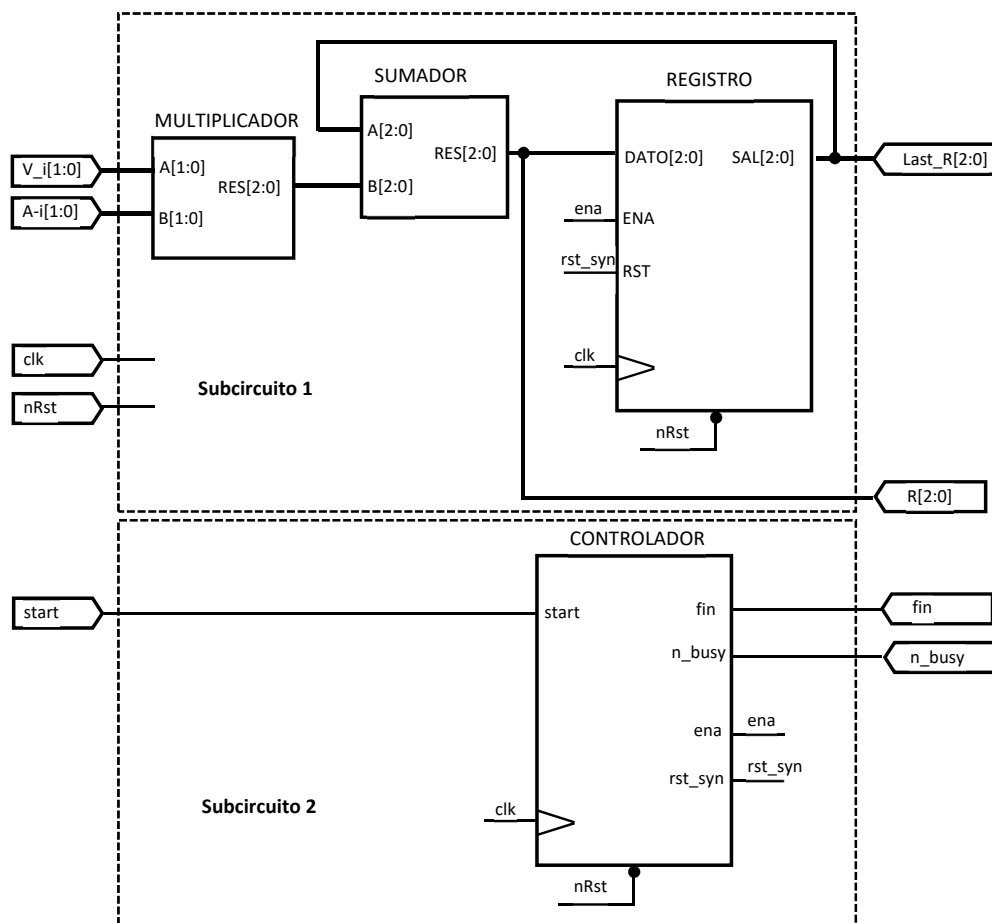 SUMADOR
REGISTRO
MULTIPLICADOR
A[2:0]
RES[2:0]
B[2:0]
DATO[2:0]
SAL[2:0]
Last_R[2:0]
V_i[1:0]
A[1:0]
RES[2:0]
A-i[1:0]
B[1:0]
ena
ENA
rst_syn
RST
clk
clk
nRst
Subcircuito 1
nRst
R[2:0]
CONTROLADOR
start
start
fin
fin
n_busy
n_busy
ena
ena
rst_syn
rst_syn
Subcircuito 2
clk
nRst